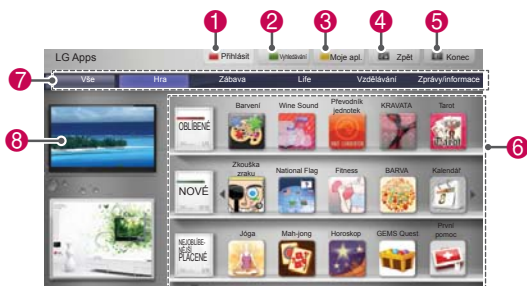 1 2 3 4 5
LG Apps Přihlásit Vyhledávání Moje apl. Zpět Konec
7 Vše Hra Zábava Life Vzdělávání Zprávy/informace
8
6
OBLÍBENÉ
Barvení Wine Sound Převodník jednotek KRAVATA Tarot
NOVÉ
Zkouška zraku National Flag Fitness BARVA Kalendář
NEJOBLÍBE-
NĚJŠÍ
PLACENÉ
Jóga Mah-jong Horoskop GEMS Quest První pomoc